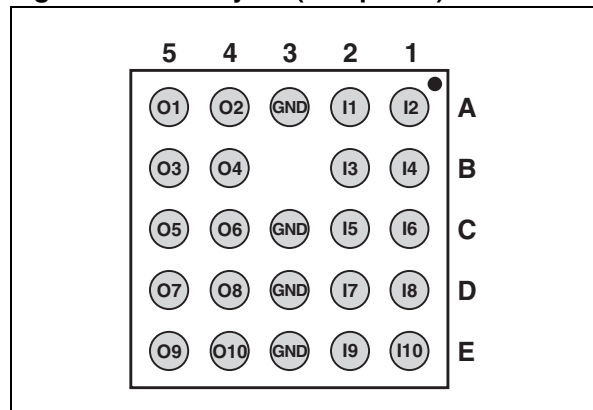 5 4 3 2 1
O1 O2 GND I1 I2 A
O3 O4 I3 I4 B
O5 O6 GND I5 I6 C
O7 O8 GND I7 I8 D
O9 O10 GND I9 I10 E